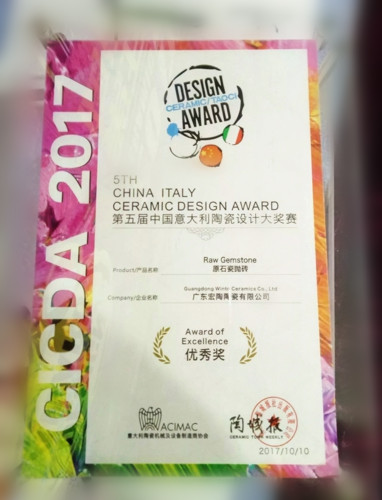 CICDA 2017
DESIGN
CERAMIC/TAOCI
AWARD
5TH
CHINA ITALY
CERAMIC DESIGN AWARD
第五届中国意大利陶瓷设计大奖赛
Product/产品名称
Raw Gemstone
原石瓷抛砖
Company/企业名称
Guangdong Winto Ceramics Co., Ltd
广东宏陶陶瓷有限公司
Award of
Excellence
优秀奖
ACIMAC
意大利陶瓷机械及设备制造商协会
陶城报
CERAMIC TOWN WEEKLY
2017/10/10